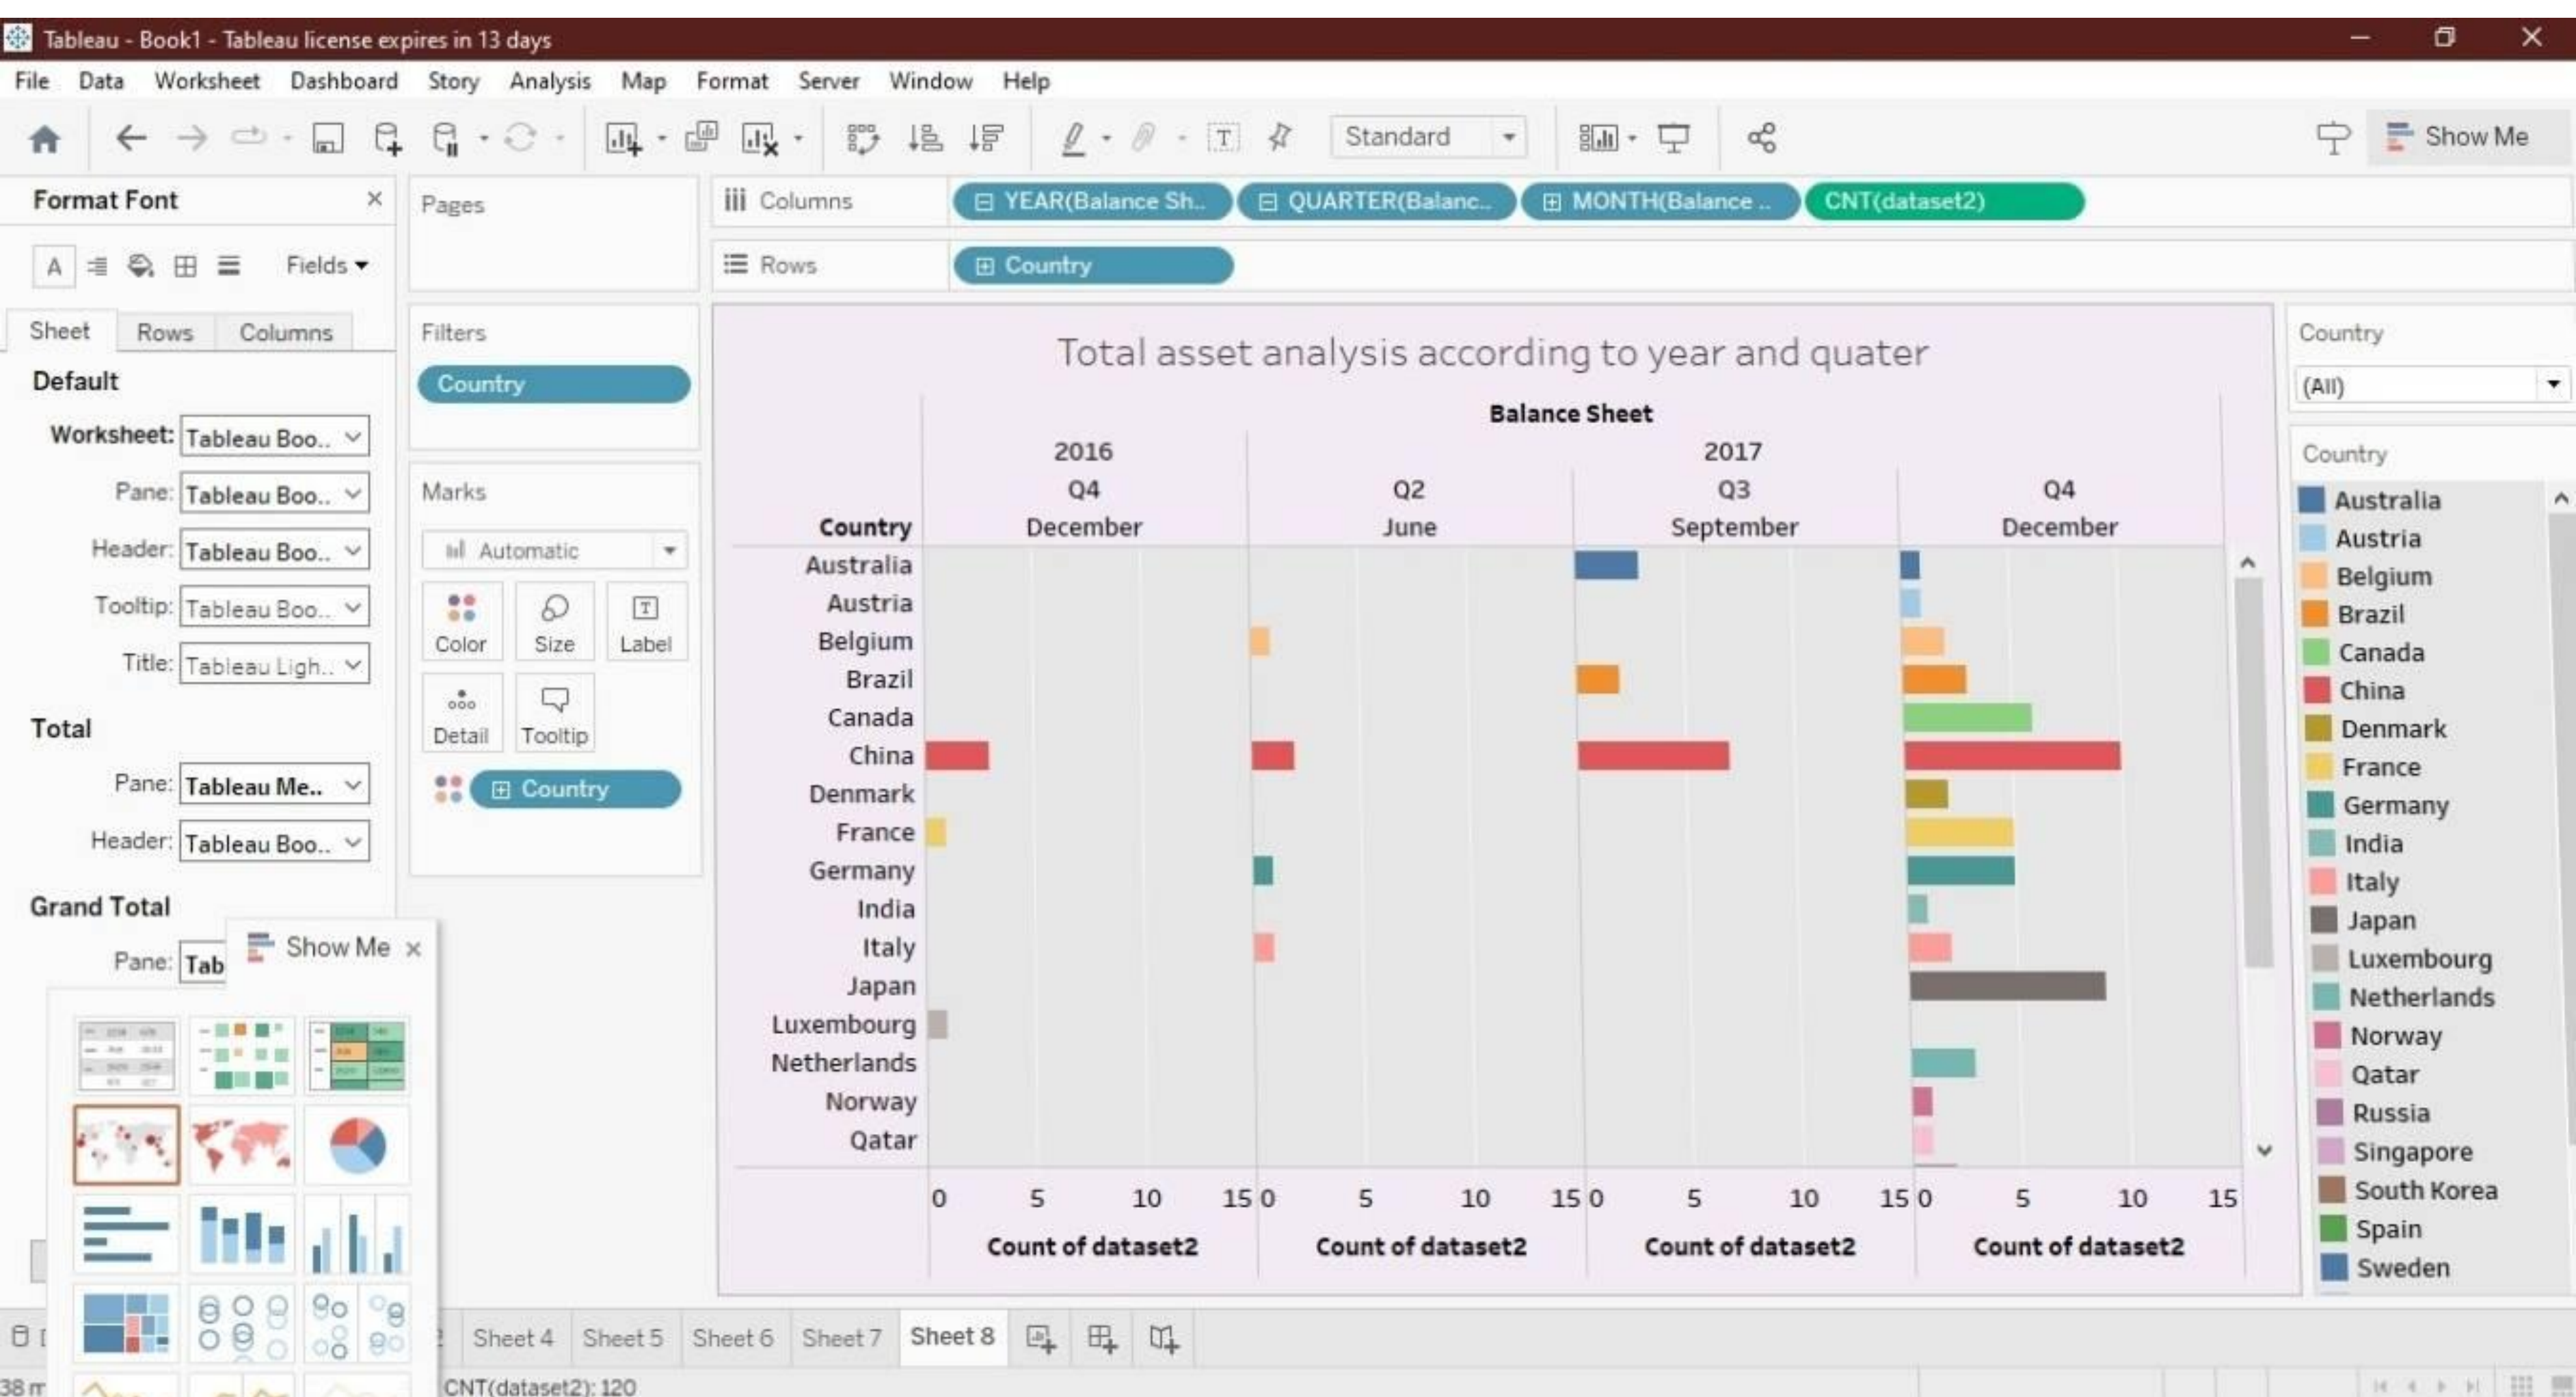 Tableau - Book1 - Tableau license expires in 13 days
File Data Worksheet Dashboard Story Analysis Map Format Server Window Help
Standard
Show Me
Format Font
Fields
Sheet Rows Columns
Default
Worksheet: Tableau Boo..
Pane: Tableau Boo..
Header: Tableau Boo..
Tooltip: Tableau Boo..
Title: Tableau Ligh..
Total
Pane: Tableau Me..
Header: Tableau Boo..
Grand Total
Pane: Tab
Show Me
Pages
Filters
Country
Marks
Automatic
Color Size Label
Detail Tooltip
Country
Columns YEAR(Balance Sh.. QUARTER(Balanc.. MONTH(Balance .. CNT(dataset2)
Rows Country
Total asset analysis according to year and quater
Balance Sheet
2016 2017
Q4 Q2 Q3 Q4
Country December June September December
Australia
Austria
Belgium
Brazil
Canada
China
Denmark
France
Germany
India
Italy
Japan
Luxembourg
Netherlands
Norway
Qatar
0 5 10 15 0 5 10 15 0 5 10 15 0 5 10 15
Count of dataset2 Count of dataset2 Count of dataset2 Count of dataset2
Country
(All)
Country
Australia
Austria
Belgium
Brazil
Canada
China
Denmark
France
Germany
India
Italy
Japan
Luxembourg
Netherlands
Norway
Qatar
Russia
Singapore
South Korea
Spain
Sweden
Sheet 4 Sheet 5 Sheet 6 Sheet 7 Sheet 8
38 m CNT(dataset2): 120